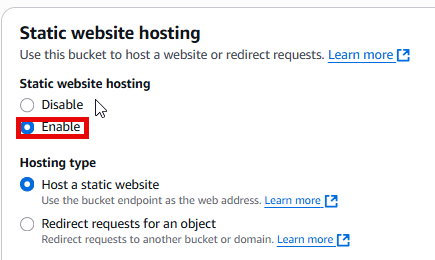 Static website hosting
Use this bucket to host a website or redirect requests. Learn more
Static website hosting
Disable
Enable
Hosting type
Host a static website
Use the bucket endpoint as the web address. Learn more
Redirect requests for an object
Redirect requests to another bucket or domain. Learn more